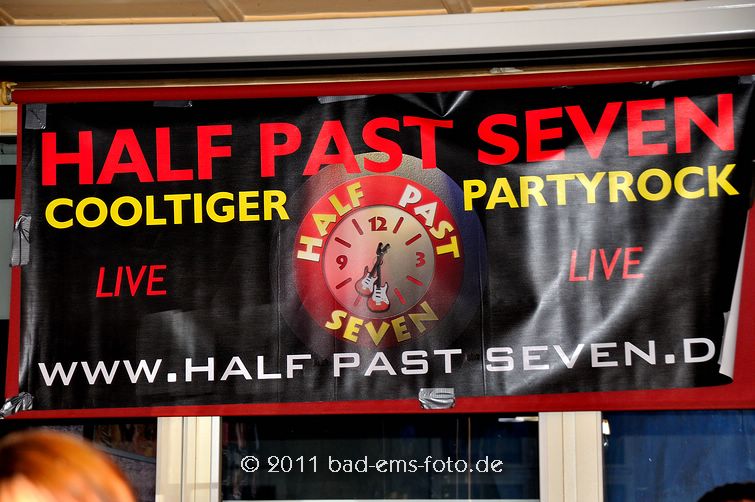 HALF PAST SEVEN
COOLTIGER PARTYROCK
HALF PAST
12
9 3
SEVEN
LIVE LIVE
WWW.HALF PAST SEVEN.D
© 2011 bad-ems-foto.de